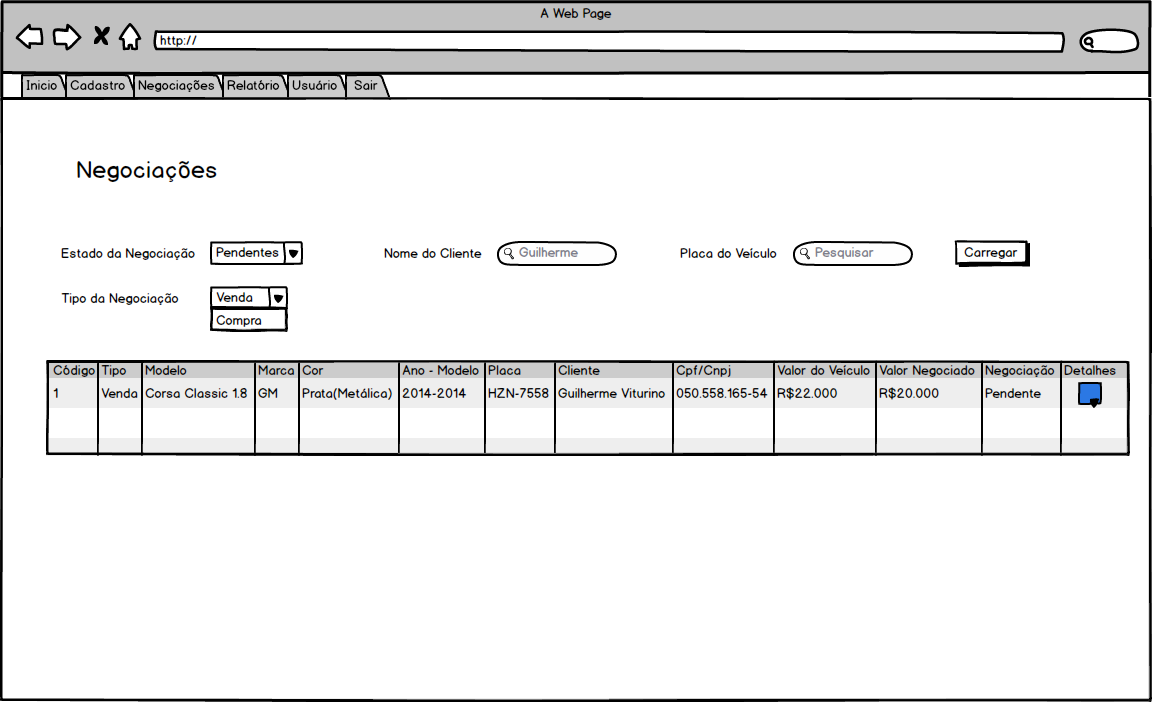 A Web Page
http://
Inicio Cadastro Negociações Relatório Usuário Sair
Negociações
Estado da Negociação Pendentes Nome do Cliente Guilherme Placa do Veículo Pesquisar Carregar
Tipo da Negociação Venda
Compra
Código Tipo Modelo Marca Cor Ano - Modelo Placa Cliente Cpf/Cnpj Valor do Veículo Valor Negociado Negociação Detalhes
1 Venda Corsa Classic 1.8 GM Prata(Metálica) 2014-2014 HZN-7558 Guilherme Viturino 050.558.165-54 R$22.000 R$20.000 Pendente